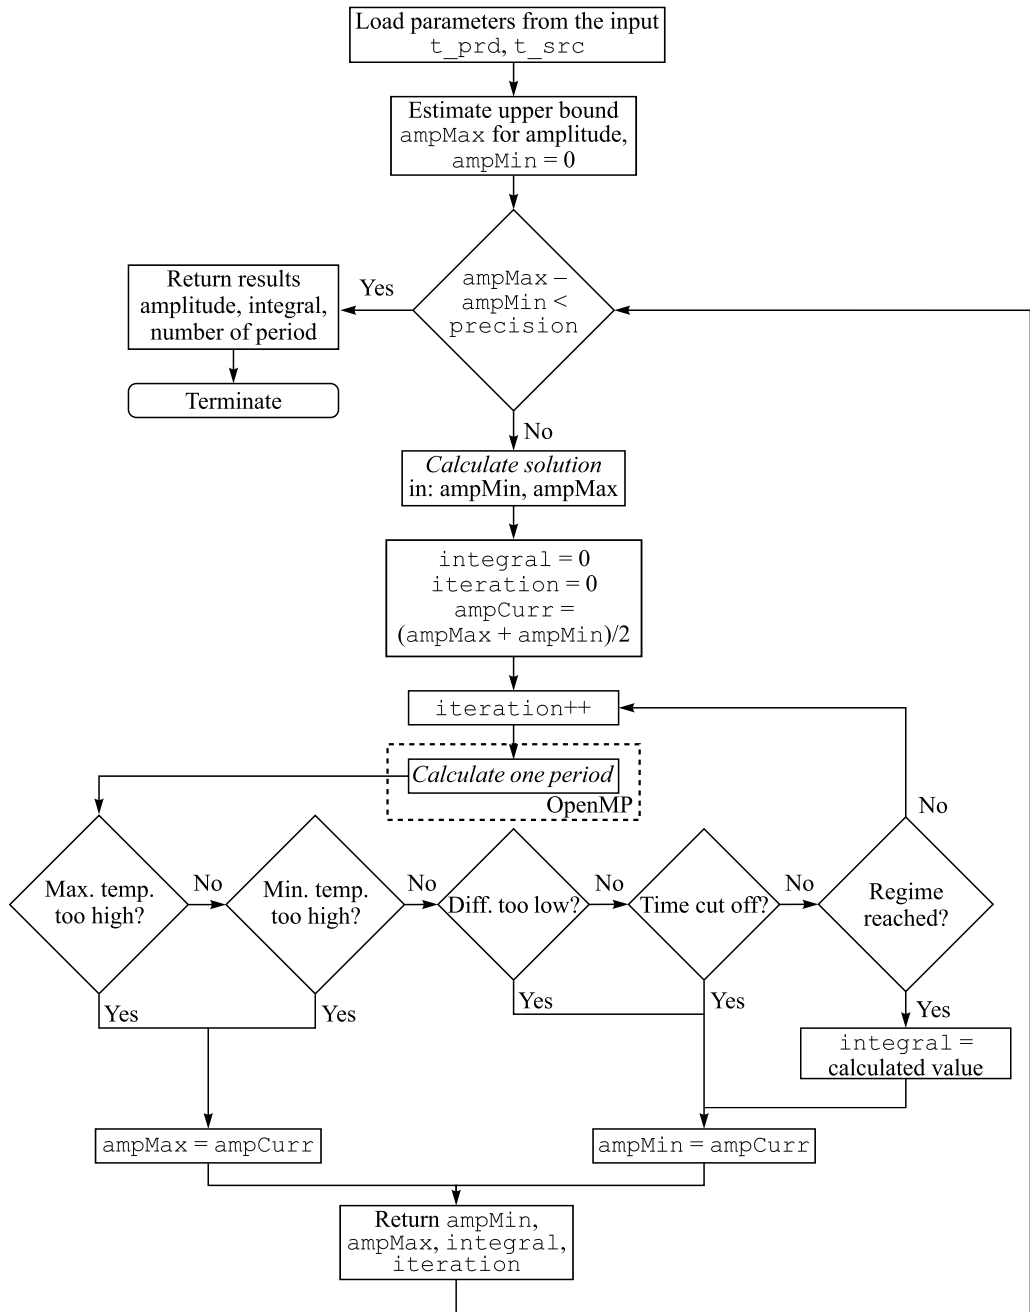 Load parameters from the input
t_prd, t_src
Estimate upper bound
ampMax for amplitude,
ampMin = 0
ampMax −
ampMin <
precision
Yes
Return results
amplitude, integral,
number of period
Terminate
No
Calculate solution
in: ampMin, ampMax
integral = 0
iteration = 0
ampCurr =
(ampMax + ampMin)/2
iteration++
Calculate one period
OpenMP
No
Max. temp.
too high?
No
Min. temp.
too high?
No
Diff. too low?
No
Time cut off?
No
Regime
reached?
Yes
Yes
Yes
Yes
Yes
integral =
calculated value
ampMax = ampCurr
ampMin = ampCurr
Return ampMin,
ampMax, integral,
iteration